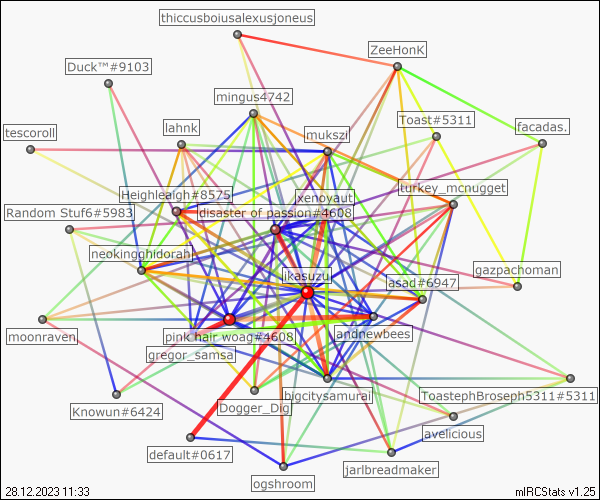 thiccusboiusalexusjoneus
ZeeHonK
Duck™#9103
mingus4742
Toast#5311
facadas.
tescoroll
lahnk
mukszi
Heighleaigh#8575
xenoyaut
turkey_mcnugget
Random Stuf6#5983
disaster of passion#4608
neokingghidorah
ikasuzu
asad#6947
gazpachoman
moonraven
pink hair woag#4608
andnewbees
gregor_samsa
bigcitysamurai
ToastephBroseph5311#5311
Knowun#6424
Dogger_Dig
avelicious
default#0617
jarlbreadmaker
ogshroom
28.12.2023 11:33
mIRCStats v1.25